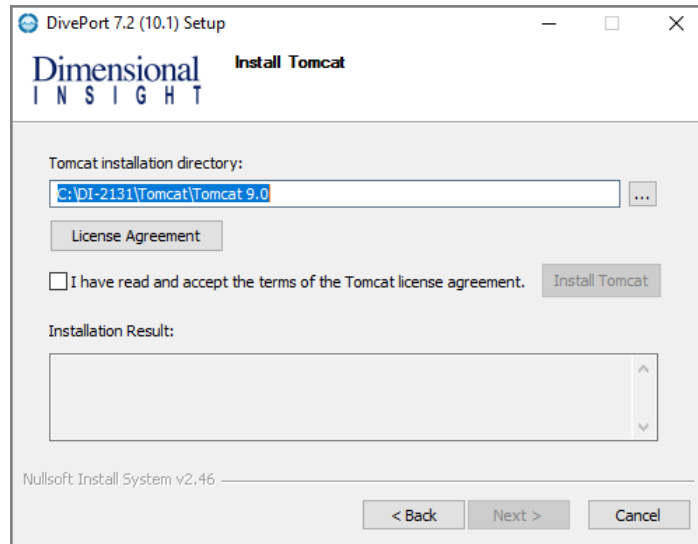 DivePort 7.2 (10.1) Setup
Dimensional
INSIGHT
Install Tomcat
Tomcat installation directory:
C:\DI-2131\Tomcat\Tomcat 9.0
...
License Agreement
I have read and accept the terms of the Tomcat license agreement.
Install Tomcat
Installation Result:
Nullsoft Install System v2.46
< Back
Next >
Cancel